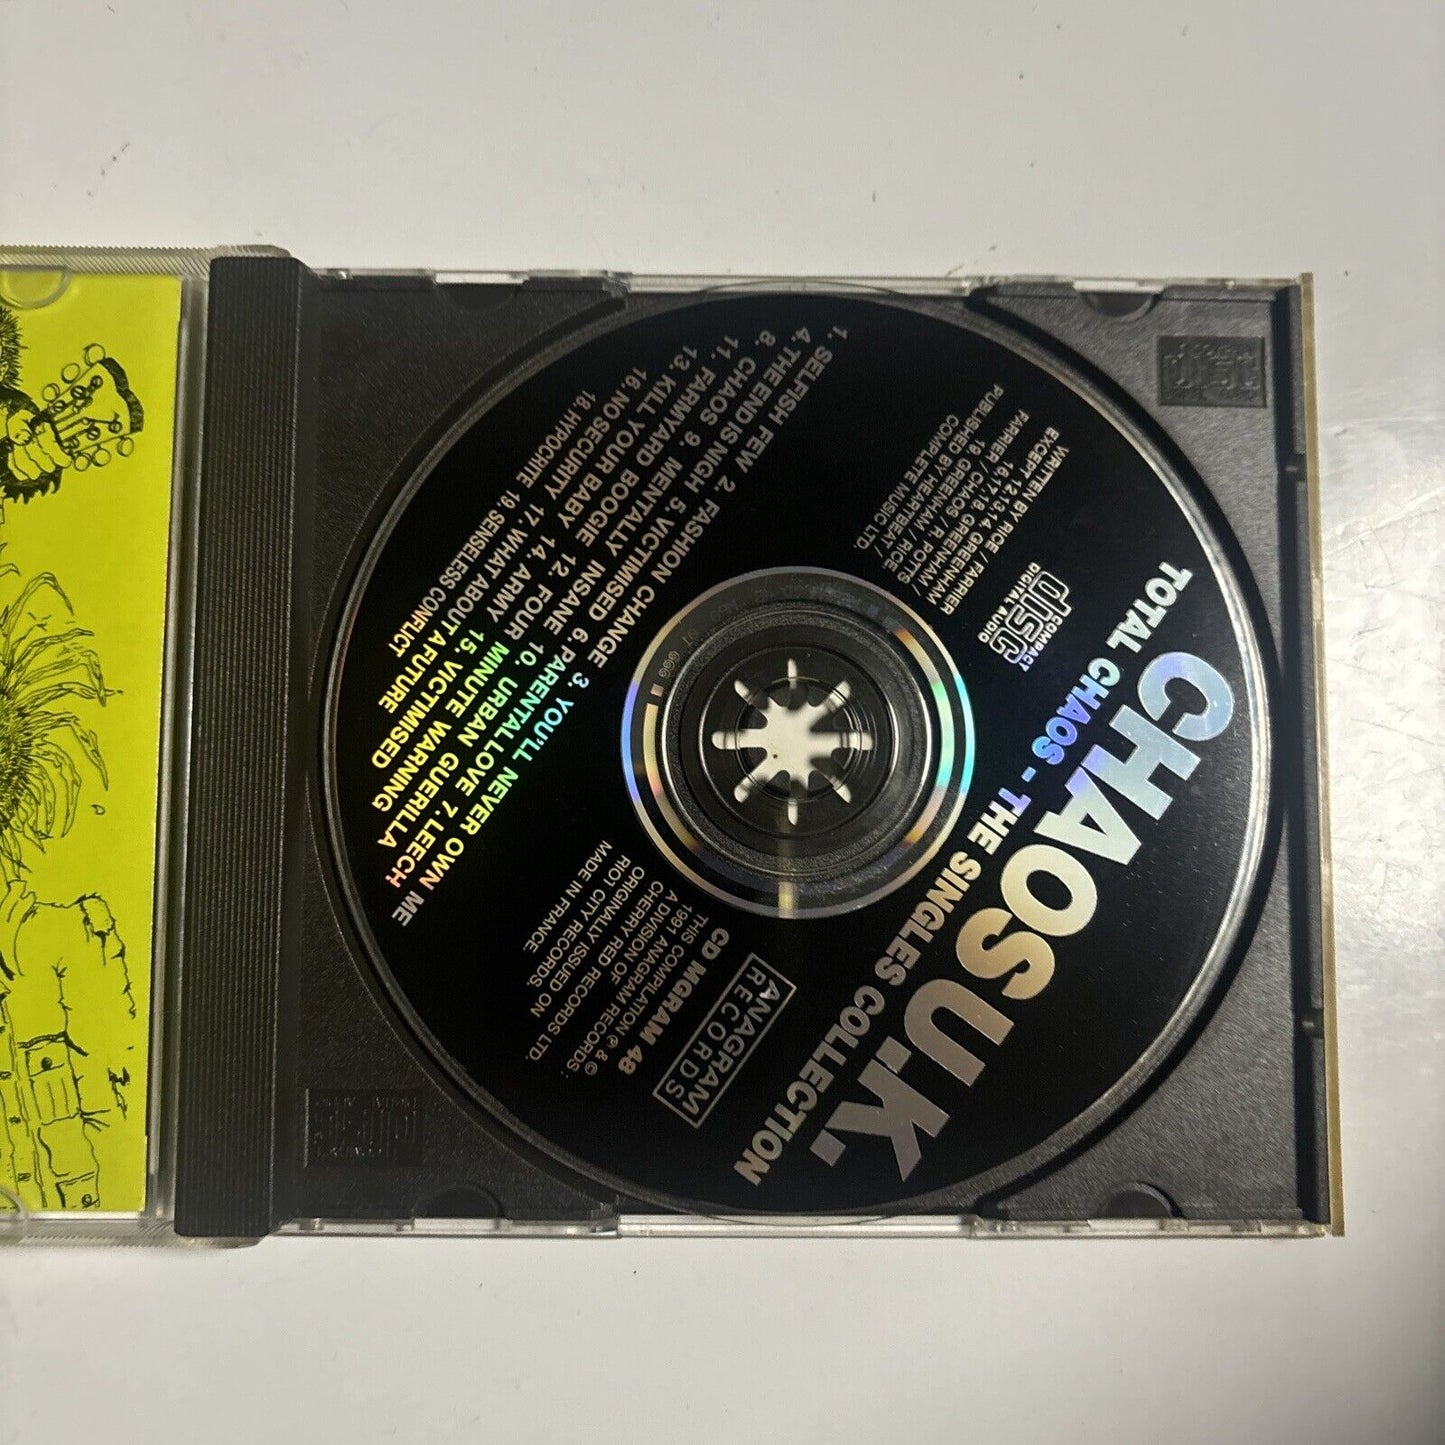 CHAOS U.K.
TOTAL CHAOS - THE SINGLES COLLECTION
COMPACT
disc
DIGITAL AUDIO
WRITTEN BY RICE / FARRIER
EXCEPT 12,13,14, GREENHAM
16,17,18 GREENHAM /
FARRIER / CHAOS / R. POTTS
19 GREENHAM / RICE
PUBLISHED BY HEARTBEAT /
COMPLETE MUSIC LTD
ANAGRAM
RECORDS
CD MGRAM 48
THIS COMPILATION ℗ & ©
1991 ANAGRAM RECORDS:
A DIVISION OF
CHERRY RED RECORDS LTD.
ORIGINALLY ISSUED ON
RIOT CITY RECORDS.
MADE IN FRANCE
1. SELFISH FEW 2. FASHION CHANGE 3. YOU'LL NEVER OWN ME
4. THE END IS NIGH 5. VICTIMISED 6. PARENTAL LOVE 7. LEECH
8. CHAOS 9. MENTALLY INSANE 10. URBAN GUERILLA
11. FARMYARD BOOGIE 12. FOUR MINUTE WARNING
13. KILL YOUR BABY 14. ARMY 15. VICTIMISED
16. NO SECURITY 17. WHAT ABOUT A FUTURE
18. HYPOCRITE 19. SENSELESS CONFLICT